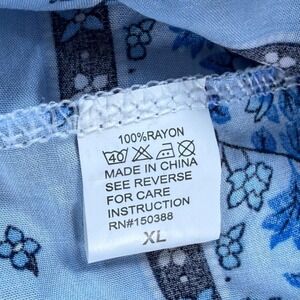 100%RAYON
40
MADE IN CHINA
SEE REVERSE
FOR CARE
INSTRUCTION
RN#150388
XL